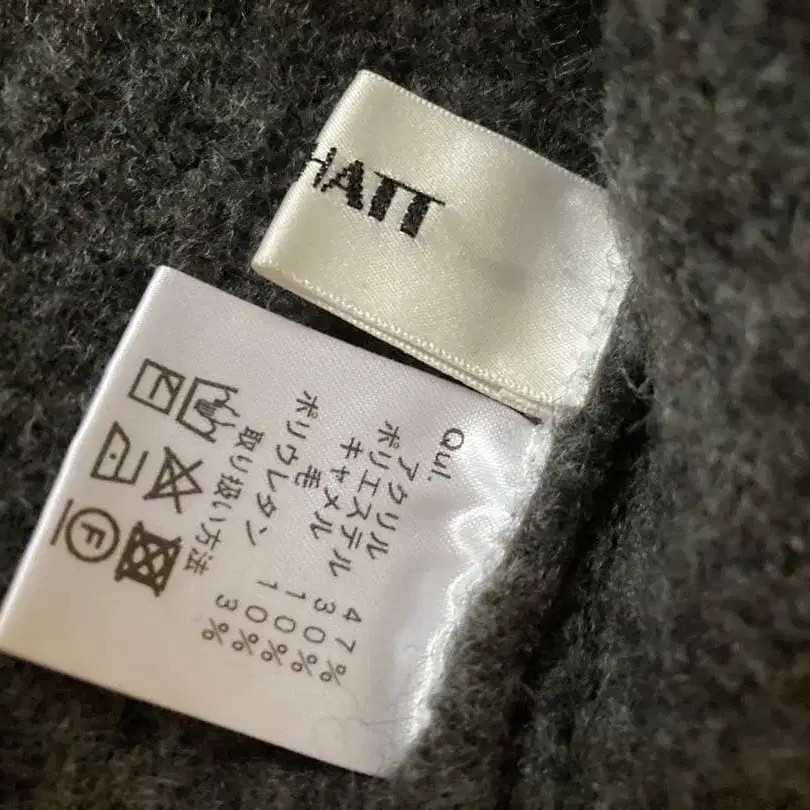 HATT
Qul.
アクリル 47%
ポリエステル 30%
キャメル 10%
毛 10%
ポリウレタン 3%
取り扱い方法
F